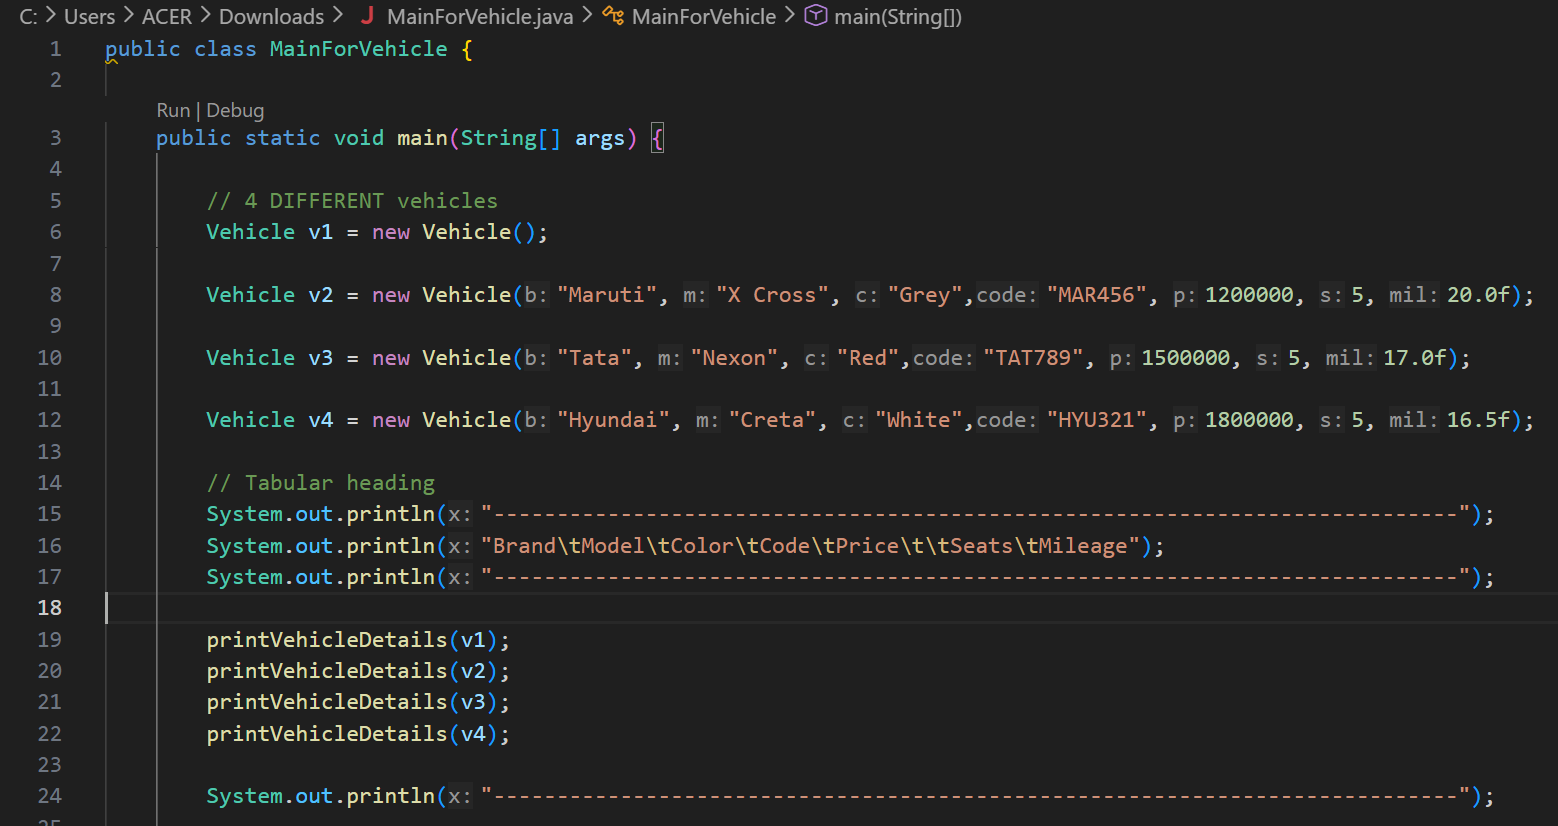 C: > Users > ACER > Downloads > J MainForVehicle.java > MainForVehicle > main(String[])
1 public class MainForVehicle {
2
Run | Debug
3 public static void main(String[] args) {
4
5 // 4 DIFFERENT vehicles
6 Vehicle v1 = new Vehicle();
7
8 Vehicle v2 = new Vehicle(b: "Maruti", m: "X Cross", c: "Grey",code: "MAR456", p: 1200000, s: 5, mil: 20.0f);
9
10 Vehicle v3 = new Vehicle(b: "Tata", m: "Nexon", c: "Red",code: "TAT789", p: 1500000, s: 5, mil: 17.0f);
11
12 Vehicle v4 = new Vehicle(b: "Hyundai", m: "Creta", c: "White",code: "HYU321", p: 1800000, s: 5, mil: 16.5f);
13
14 // Tabular heading
15 System.out.println(x: "----------------------------------------------------------------------------");
16 System.out.println(x: "Brand\tModel\tColor\tCode\tPrice\t\tSeats\tMileage");
17 System.out.println(x: "----------------------------------------------------------------------------");
18
19 printVehicleDetails(v1);
20 printVehicleDetails(v2);
21 printVehicleDetails(v3);
22 printVehicleDetails(v4);
23
24 System.out.println(x: "----------------------------------------------------------------------------");